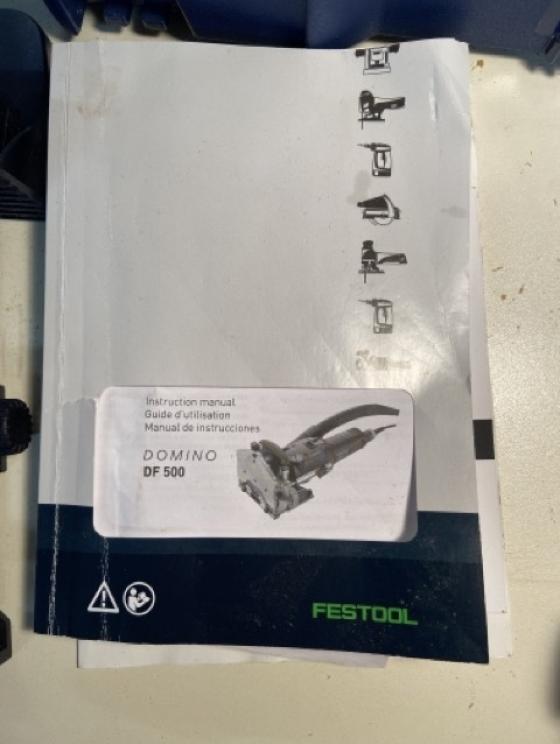 Instruction manual
Guide d'utilisation
Manual de instrucciones
DOMINO
DF 500
FESTOOL